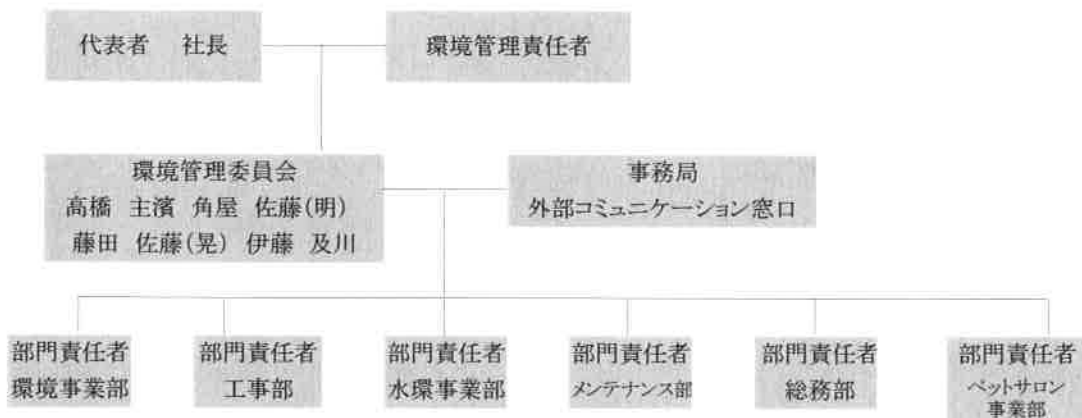 代表者　社長
環境管理責任者
環境管理委員会
高橋　主濱　角屋　佐藤(明)
藤田　佐藤(晃)　伊藤　及川
事務局
外部コミュニケーション窓口
部門責任者
環境事業部
部門責任者
工事部
部門責任者
水環事業部
部門責任者
メンテナンス部
部門責任者
総務部
部門責任者
ペットサロン
事業部